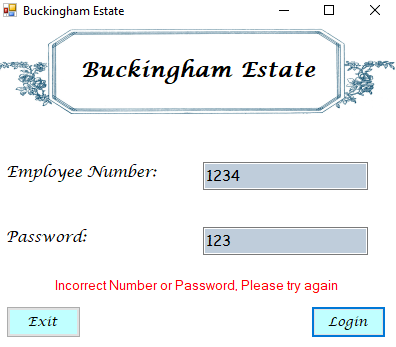 Buckingham Estate
Buckingham Estate
Employee Number: 1234
Password: 123
Incorrect Number or Password, Please try again
Exit Login